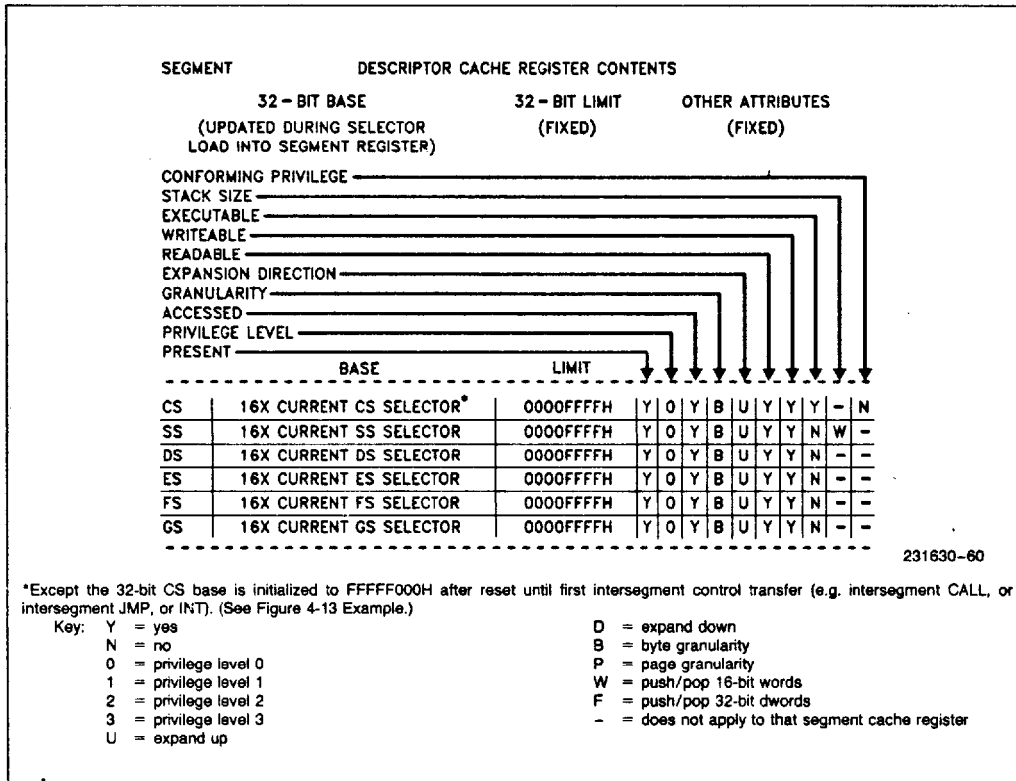 SEGMENT DESCRIPTOR CACHE REGISTER CONTENTS
32-BIT BASE 32-BIT LIMIT OTHER ATTRIBUTES
(UPDATED DURING SELECTOR (FIXED) (FIXED)
LOAD INTO SEGMENT REGISTER)
CONFORMING PRIVILEGE
STACK SIZE
EXECUTABLE
WRITEABLE
READABLE
EXPANSION DIRECTION
GRANULARITY
ACCESSED
PRIVILEGE LEVEL
PRESENT
BASE LIMIT
CS 16X CURRENT CS SELECTOR* 0000FFFFH Y 0 Y B U Y Y Y - N
SS 16X CURRENT SS SELECTOR 0000FFFFH Y 0 Y B U Y Y N W -
DS 16X CURRENT DS SELECTOR 0000FFFFH Y 0 Y B U Y Y N - -
ES 16X CURRENT ES SELECTOR 0000FFFFH Y 0 Y B U Y Y N - -
FS 16X CURRENT FS SELECTOR 0000FFFFH Y 0 Y B U Y Y N - -
GS 16X CURRENT GS SELECTOR 0000FFFFH Y 0 Y B U Y Y N - -
231630-60
*Except the 32-bit CS base is initialized to FFFFF000H after reset until first intersegment control transfer (e.g. intersegment CALL, or
intersegment JMP, or INT). (See Figure 4-13 Example.)
Key: Y = yes D = expand down
N = no B = byte granularity
0 = privilege level 0 P = page granularity
1 = privilege level 1 W = push/pop 16-bit words
2 = privilege level 2 F = push/pop 32-bit dwords
3 = privilege level 3 - = does not apply to that segment cache register
U = expand up